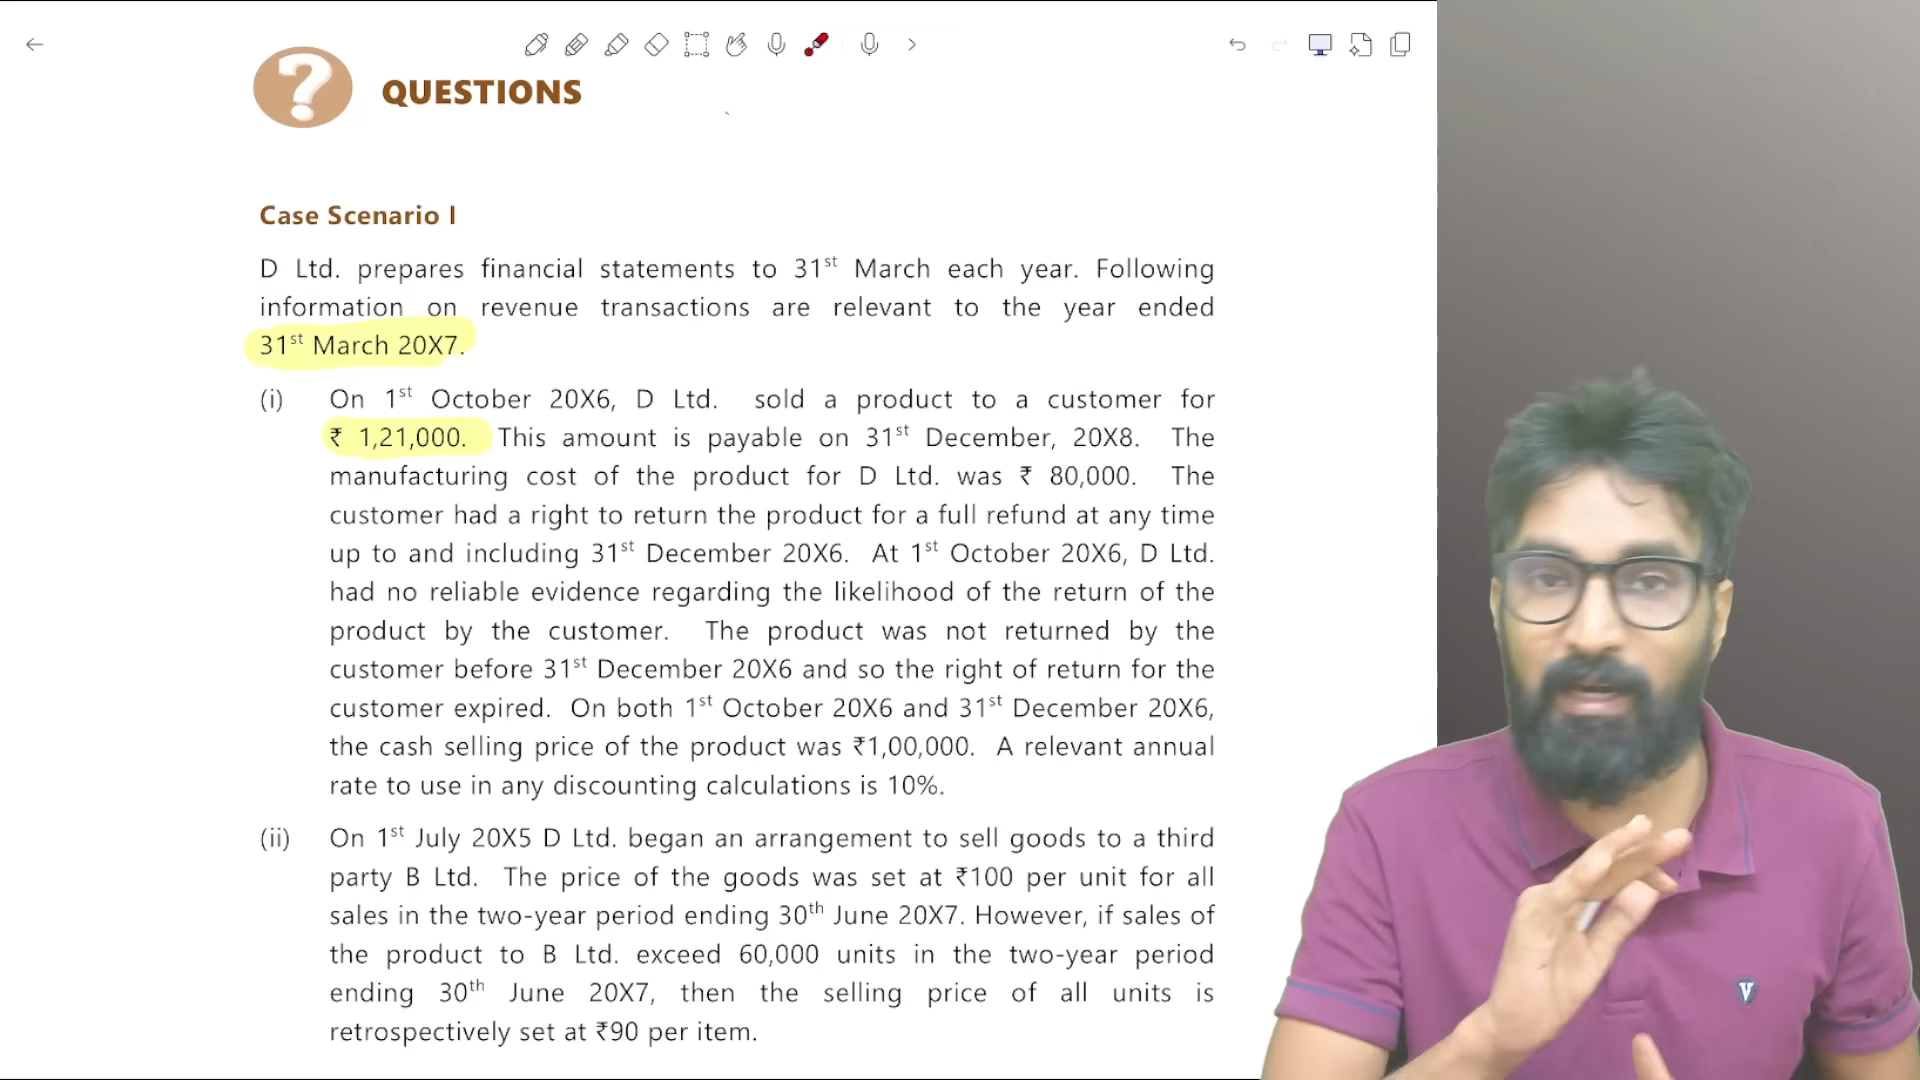 QUESTIONS
Case Scenario I
D Ltd. prepares financial statements to 31st March each year. Following
information on revenue transactions are relevant to the year ended
31st March 20X7.
(i) On 1st October 20X6, D Ltd. sold a product to a customer for
₹ 1,21,000. This amount is payable on 31st December, 20X8. The
manufacturing cost of the product for D Ltd. was ₹ 80,000. The
customer had a right to return the product for a full refund at any time
up to and including 31st December 20X6. At 1st October 20X6, D Ltd.
had no reliable evidence regarding the likelihood of the return of the
product by the customer. The product was not returned by the
customer before 31st December 20X6 and so the right of return for the
customer expired. On both 1st October 20X6 and 31st December 20X6,
the cash selling price of the product was ₹1,00,000. A relevant annual
rate to use in any discounting calculations is 10%.
(ii) On 1st July 20X5 D Ltd. began an arrangement to sell goods to a third
party B Ltd. The price of the goods was set at ₹100 per unit for all
sales in the two-year period ending 30th June 20X7. However, if sales of
the product to B Ltd. exceed 60,000 units in the two-year period
ending 30th June 20X7, then the selling price of all units is
retrospectively set at ₹90 per item.
V